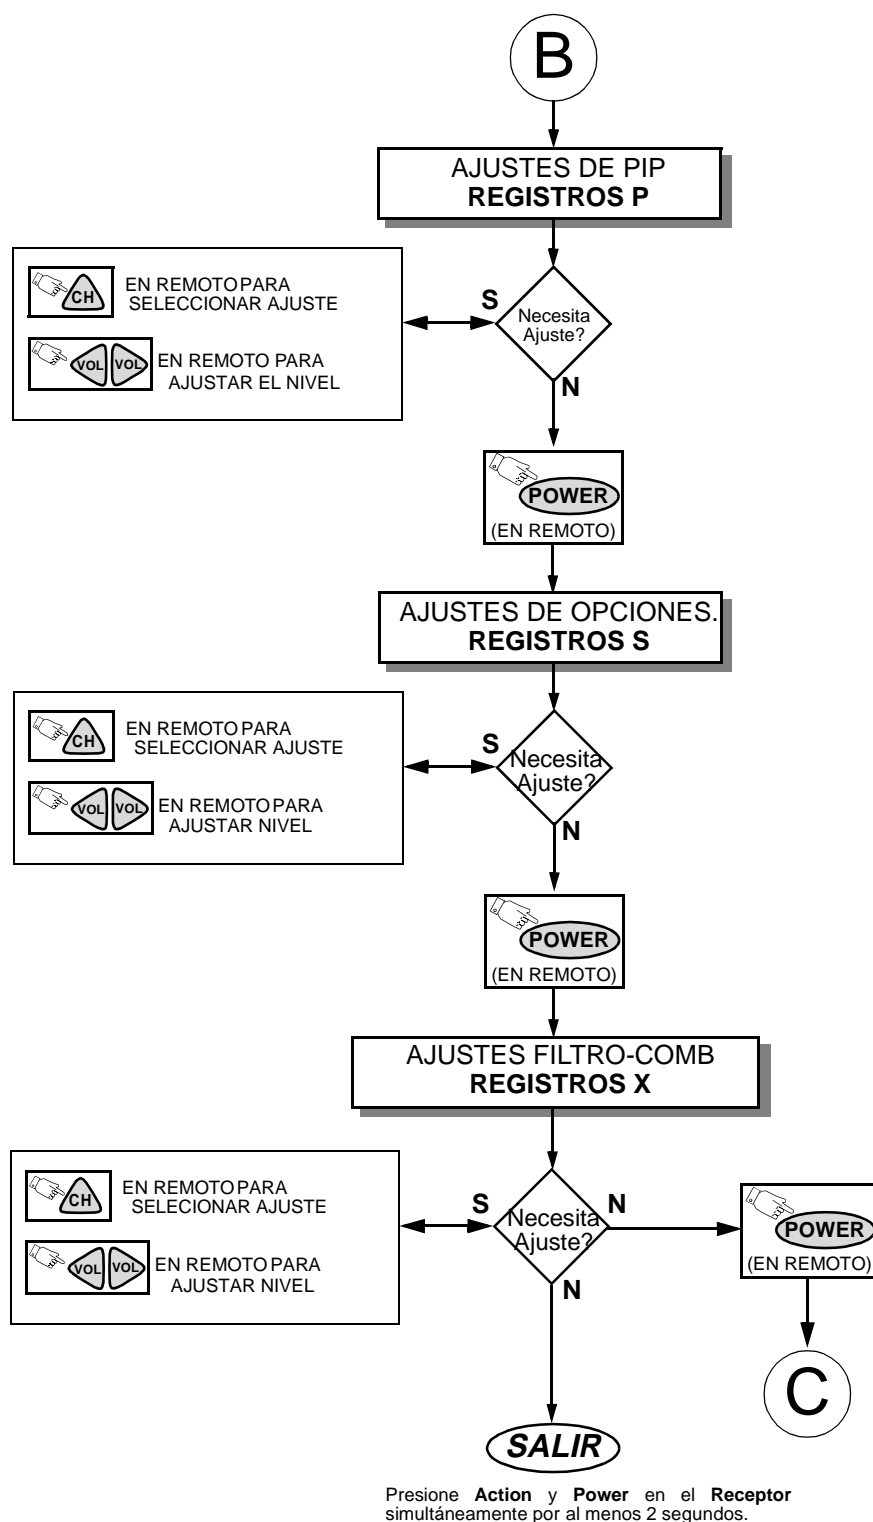 B
AJUSTES DE PIP
REGISTROS P
CH
EN REMOTO PARA
SELECCIONAR AJUSTE
VOL VOL
EN REMOTO PARA
AJUSTAR EL NIVEL
S
Necesita
Ajuste?
N
POWER
(EN REMOTO)
AJUSTES DE OPCIONES.
REGISTROS S
CH
EN REMOTO PARA
SELECCIONAR AJUSTE
VOL VOL
EN REMOTO PARA
AJUSTAR NIVEL
S
Necesita
Ajuste?
N
POWER
(EN REMOTO)
AJUSTES FILTRO-COMB
REGISTROS X
CH
EN REMOTO PARA
SELECIONAR AJUSTE
VOL VOL
EN REMOTO PARA
AJUSTAR NIVEL
S
Necesita
Ajuste?
N
N
POWER
(EN REMOTO)
C
SALIR
Presione Action y Power en el Receptor
simultáneamente por al menos 2 segundos.